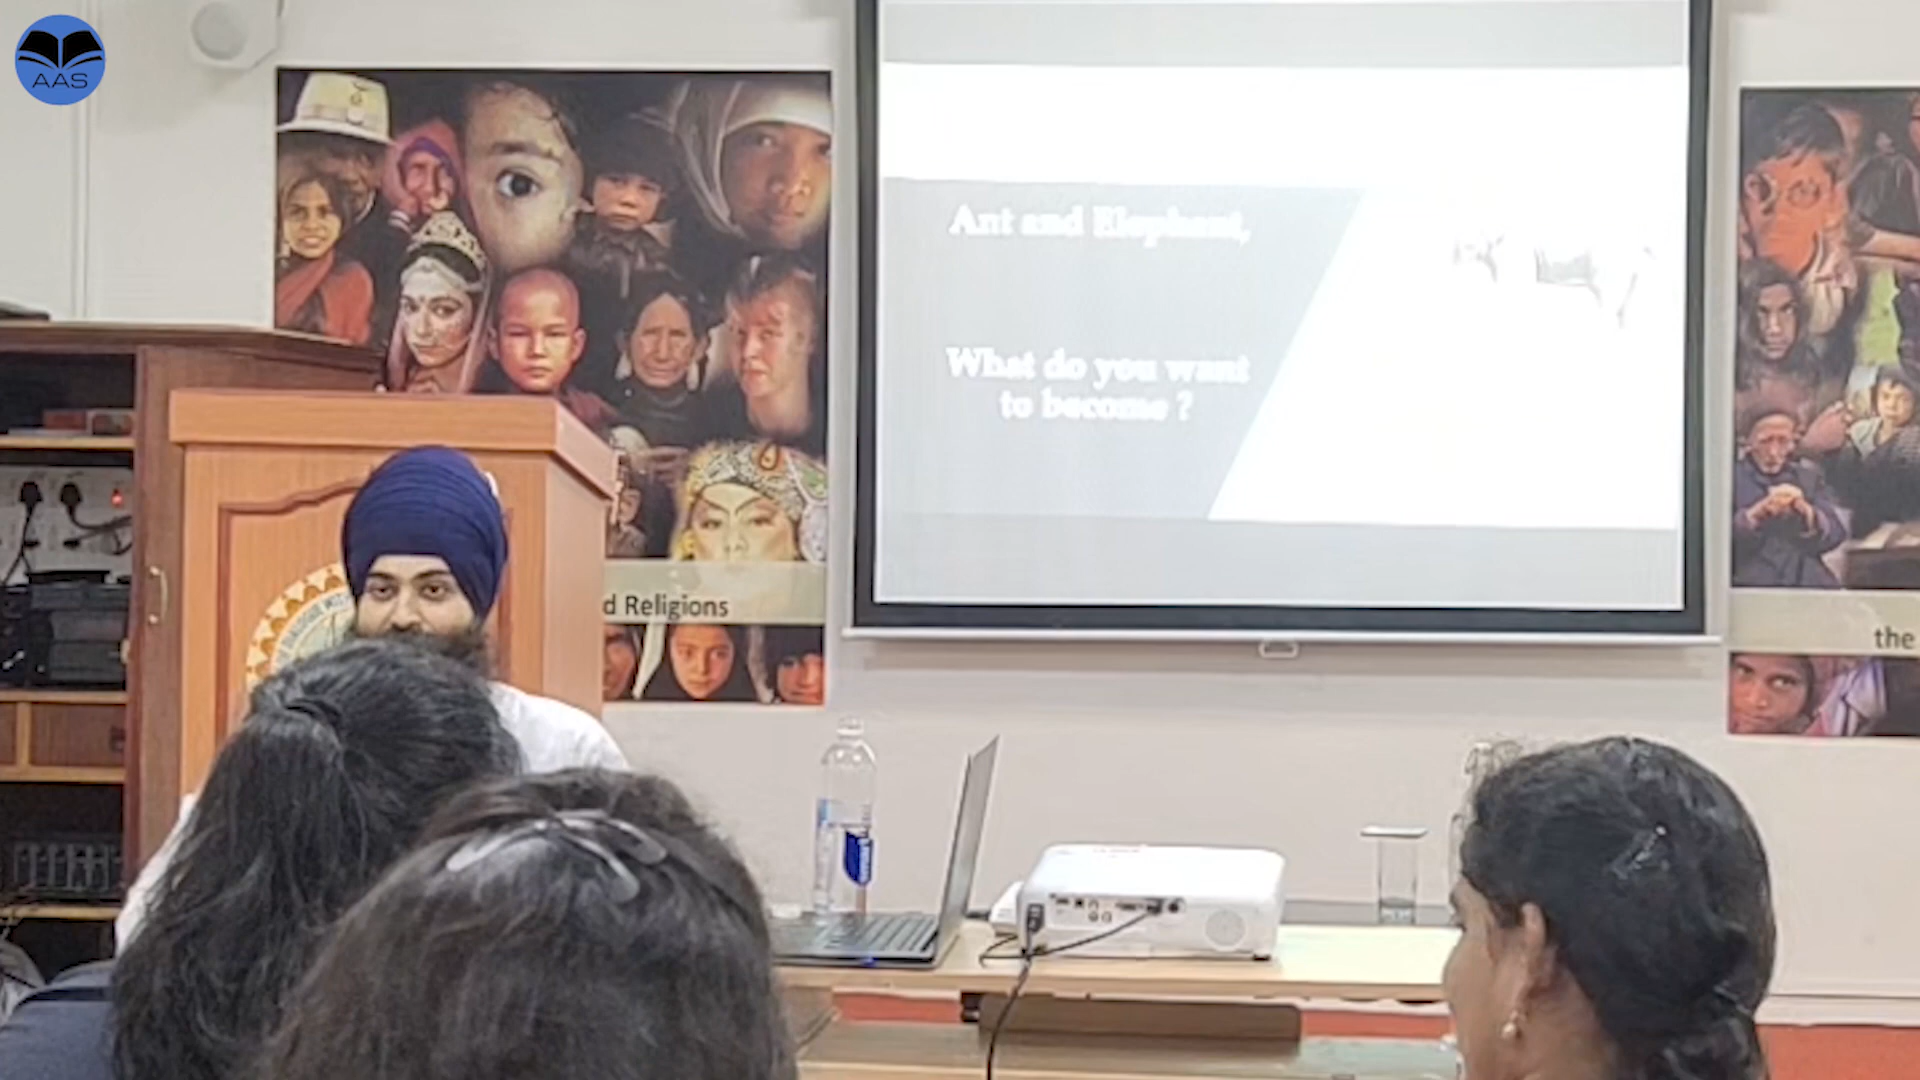 AAS
Ant and Elephant,
What do you want
to become ?
d Religions
the